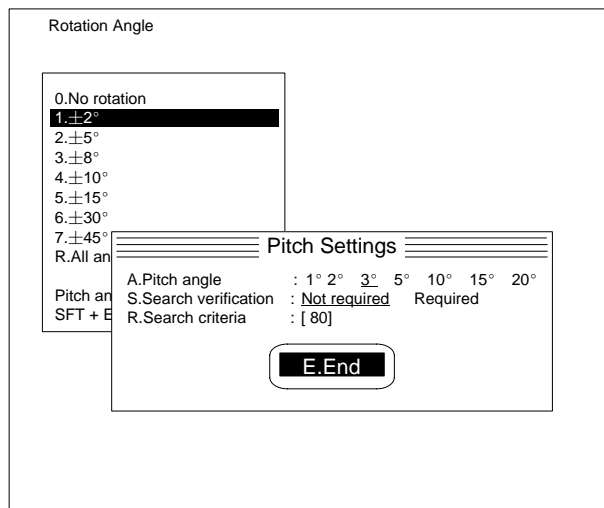 Rotation Angle
0.No rotation
1.±2°
2.±5°
3.±8°
4.±10°
5.±15°
6.±30°
7.±45°
R.All an
Pitch an
SFT + E
Pitch Settings
A.Pitch angle : 1° 2° 3° 5° 10° 15° 20°
S.Search verification : Not required Required
R.Search criteria : [ 80]
E.End